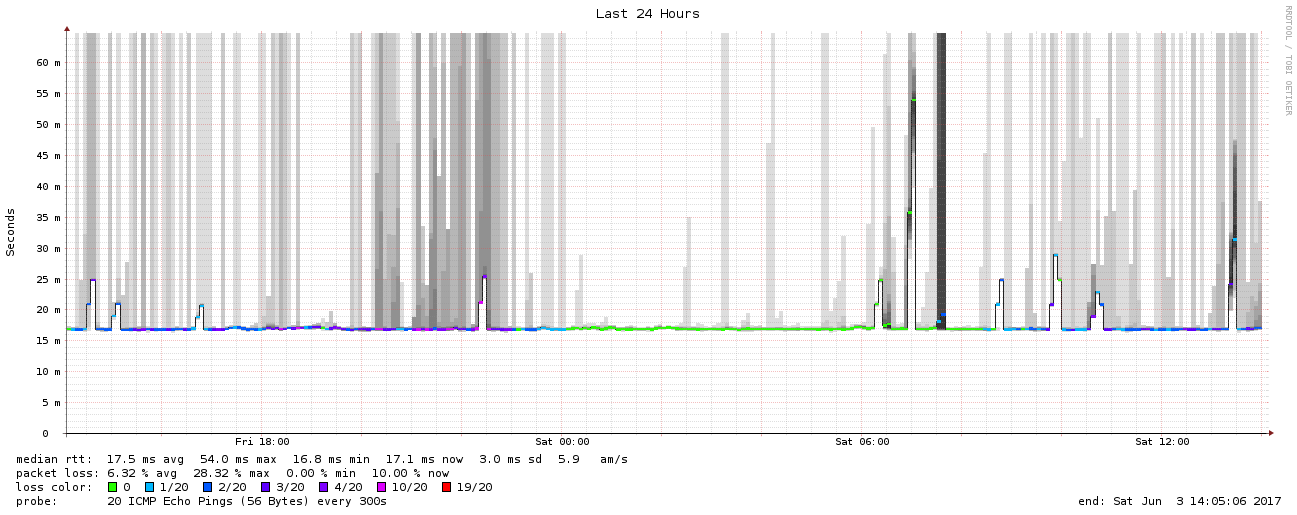 Last 24 Hours
RRDTOOL / TOBI OETIKER
Seconds
60 m
55 m
50 m
45 m
40 m
35 m
30 m
25 m
20 m
15 m
10 m
5 m
0
Fri 18:00 Sat 00:00 Sat 06:00 Sat 12:00
median rtt: 17.5 ms avg 54.0 ms max 16.8 ms min 17.1 ms now 3.0 ms sd 5.9 am/s
packet loss: 6.32 % avg 28.32 % max 0.00 % min 10.00 % now
loss color: 0 1/20 2/20 3/20 4/20 10/20 19/20
probe: 20 ICMP Echo Pings (56 Bytes) every 300s end: Sat Jun 3 14:05:06 2017